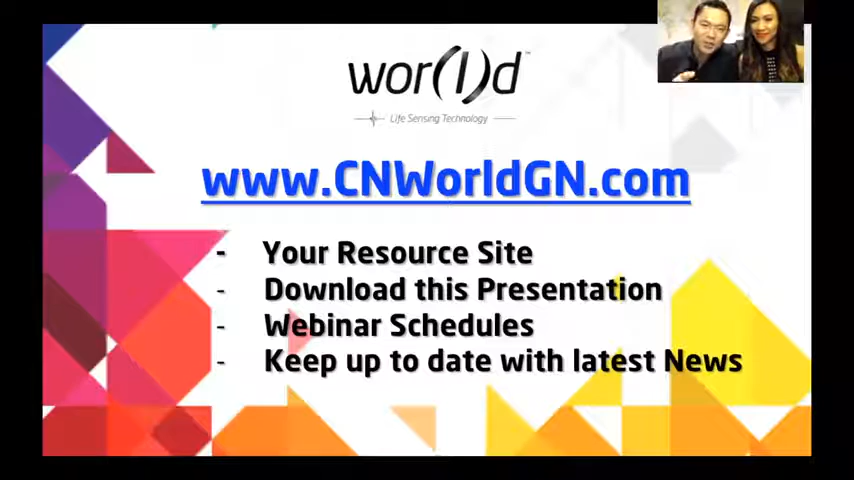 wor(l)d™
Life Sensing Technology
www.CNWorldGN.com
- Your Resource Site
- Download this Presentation
- Webinar Schedules
- Keep up to date with latest News